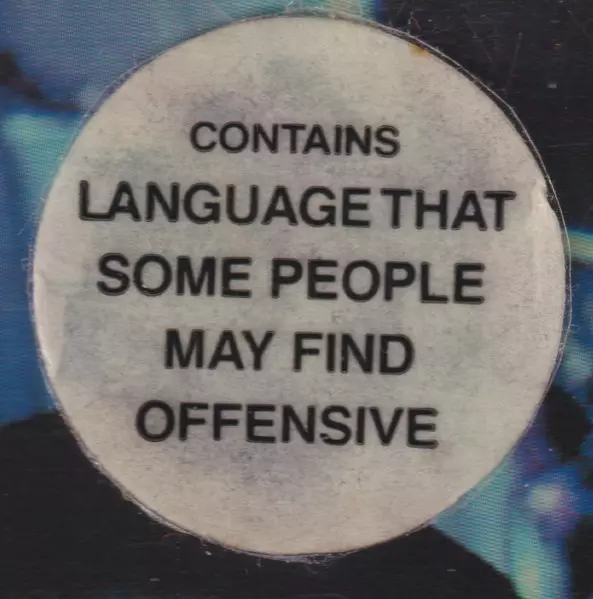 CONTAINS
LANGUAGE THAT
SOME PEOPLE
MAY FIND
OFFENSIVE